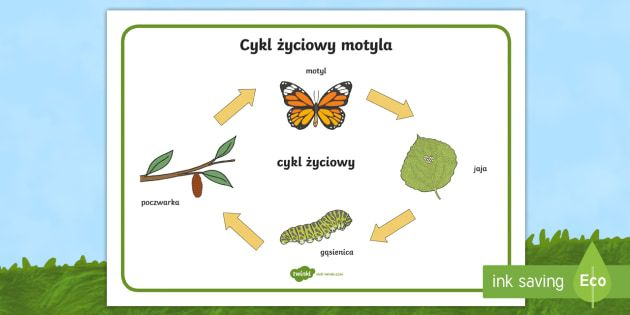 Cykl życiowy motyla
motyl
cykl życiowy
jaja
poczwarka
gąsienica
twinkl
ink saving
Eco